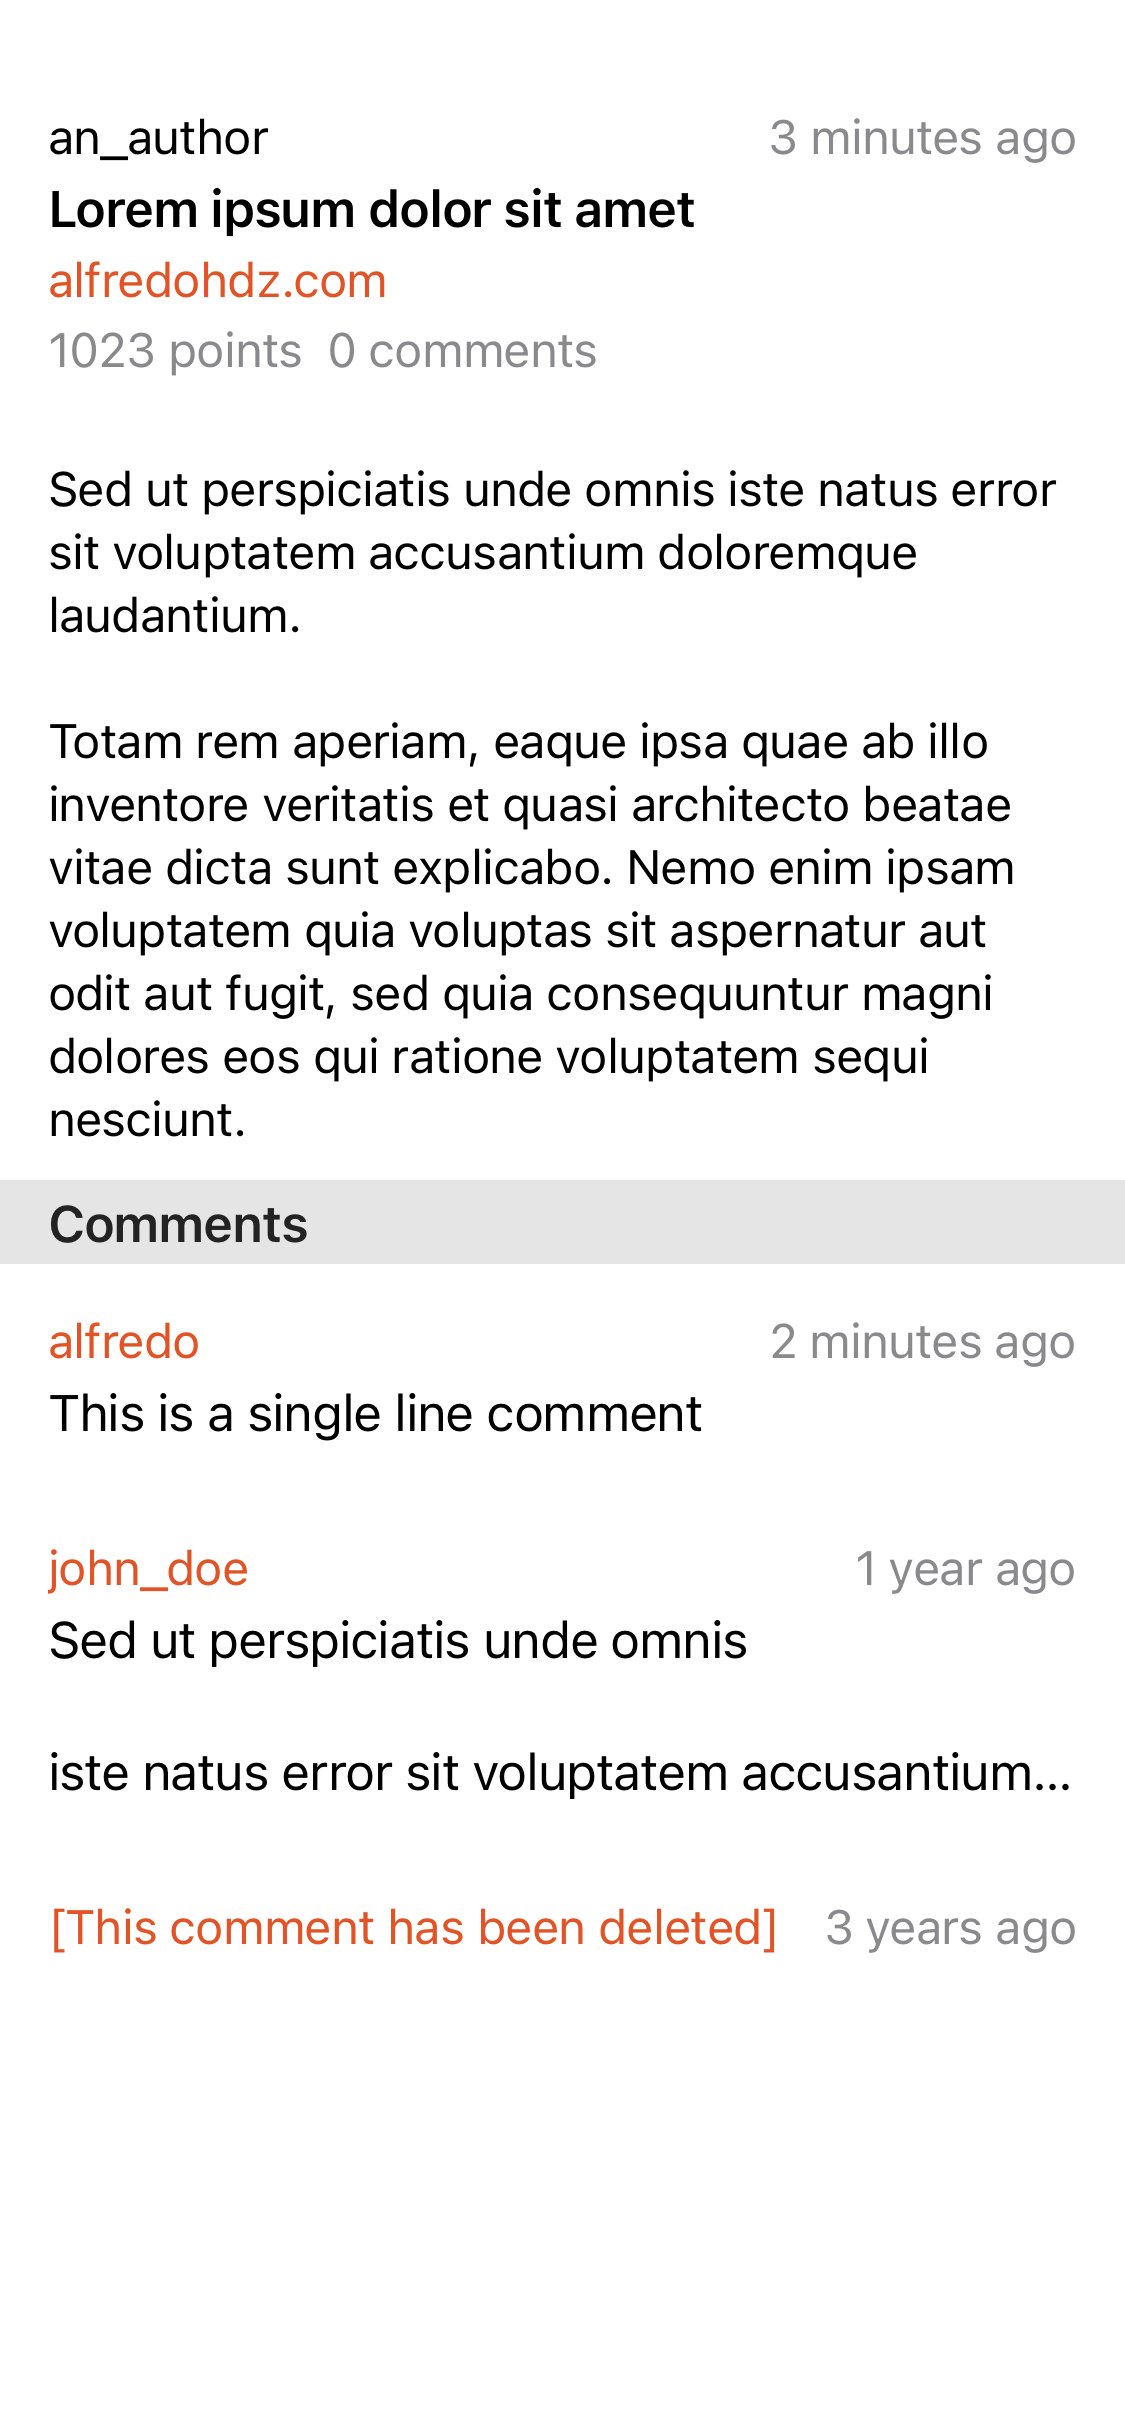 an_author 3 minutes ago
Lorem ipsum dolor sit amet
alfredohdz.com
1023 points 0 comments
Sed ut perspiciatis unde omnis iste natus error
sit voluptatem accusantium doloremque
laudantium.
Totam rem aperiam, eaque ipsa quae ab illo
inventore veritatis et quasi architecto beatae
vitae dicta sunt explicabo. Nemo enim ipsam
voluptatem quia voluptas sit aspernatur aut
odit aut fugit, sed quia consequuntur magni
dolores eos qui ratione voluptatem sequi
nesciunt.
Comments
alfredo 2 minutes ago
This is a single line comment
john_doe 1 year ago
Sed ut perspiciatis unde omnis
iste natus error sit voluptatem accusantium...
[This comment has been deleted] 3 years ago